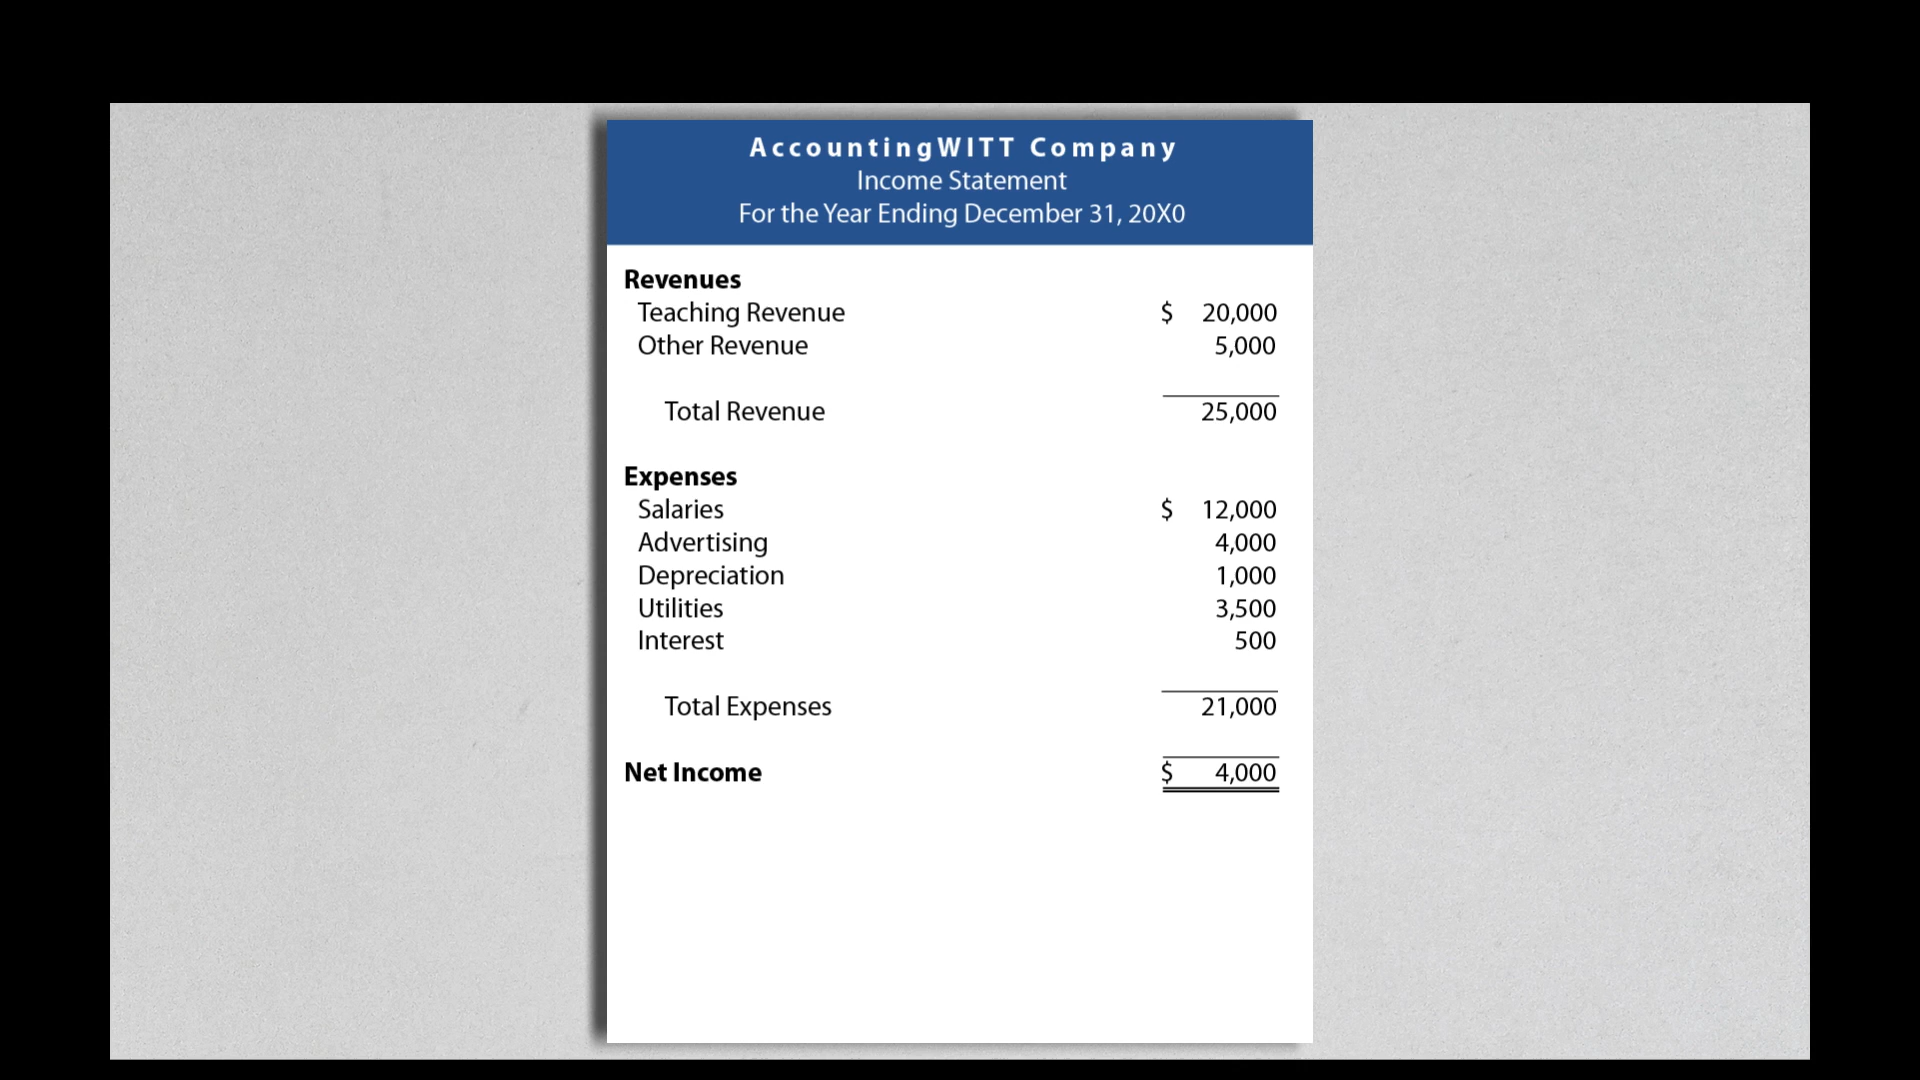 AccountingWITT Company
Income Statement
For the Year Ending December 31, 20X0
Revenues
Teaching Revenue $ 20,000
Other Revenue 5,000
Total Revenue 25,000
Expenses
Salaries $ 12,000
Advertising 4,000
Depreciation 1,000
Utilities 3,500
Interest 500
Total Expenses 21,000
Net Income $ 4,000